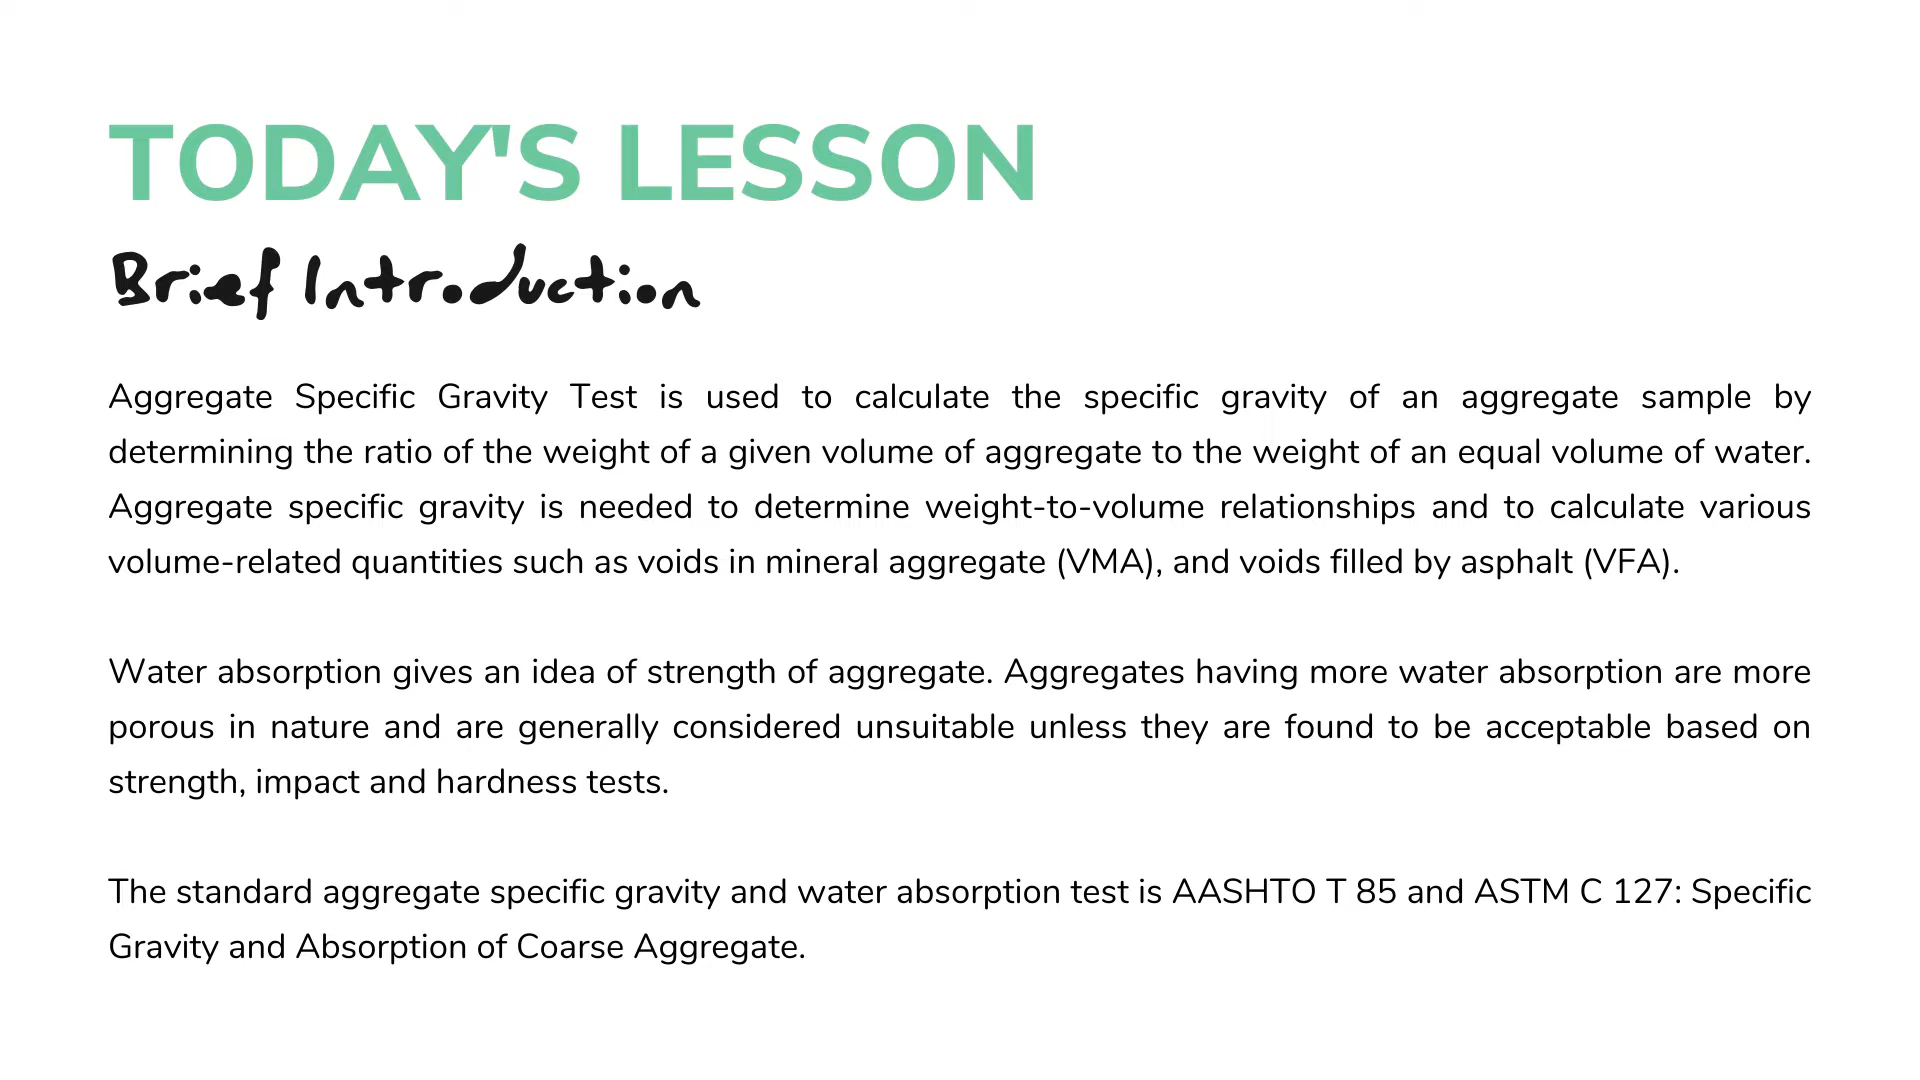 TODAY'S LESSON
Brief Introduction
Aggregate Specific Gravity Test is used to calculate the specific gravity of an aggregate sample by
determining the ratio of the weight of a given volume of aggregate to the weight of an equal volume of water.
Aggregate specific gravity is needed to determine weight-to-volume relationships and to calculate various
volume-related quantities such as voids in mineral aggregate (VMA), and voids filled by asphalt (VFA).
Water absorption gives an idea of strength of aggregate. Aggregates having more water absorption are more
porous in nature and are generally considered unsuitable unless they are found to be acceptable based on
strength, impact and hardness tests.
The standard aggregate specific gravity and water absorption test is AASHTO T 85 and ASTM C 127: Specific
Gravity and Absorption of Coarse Aggregate.